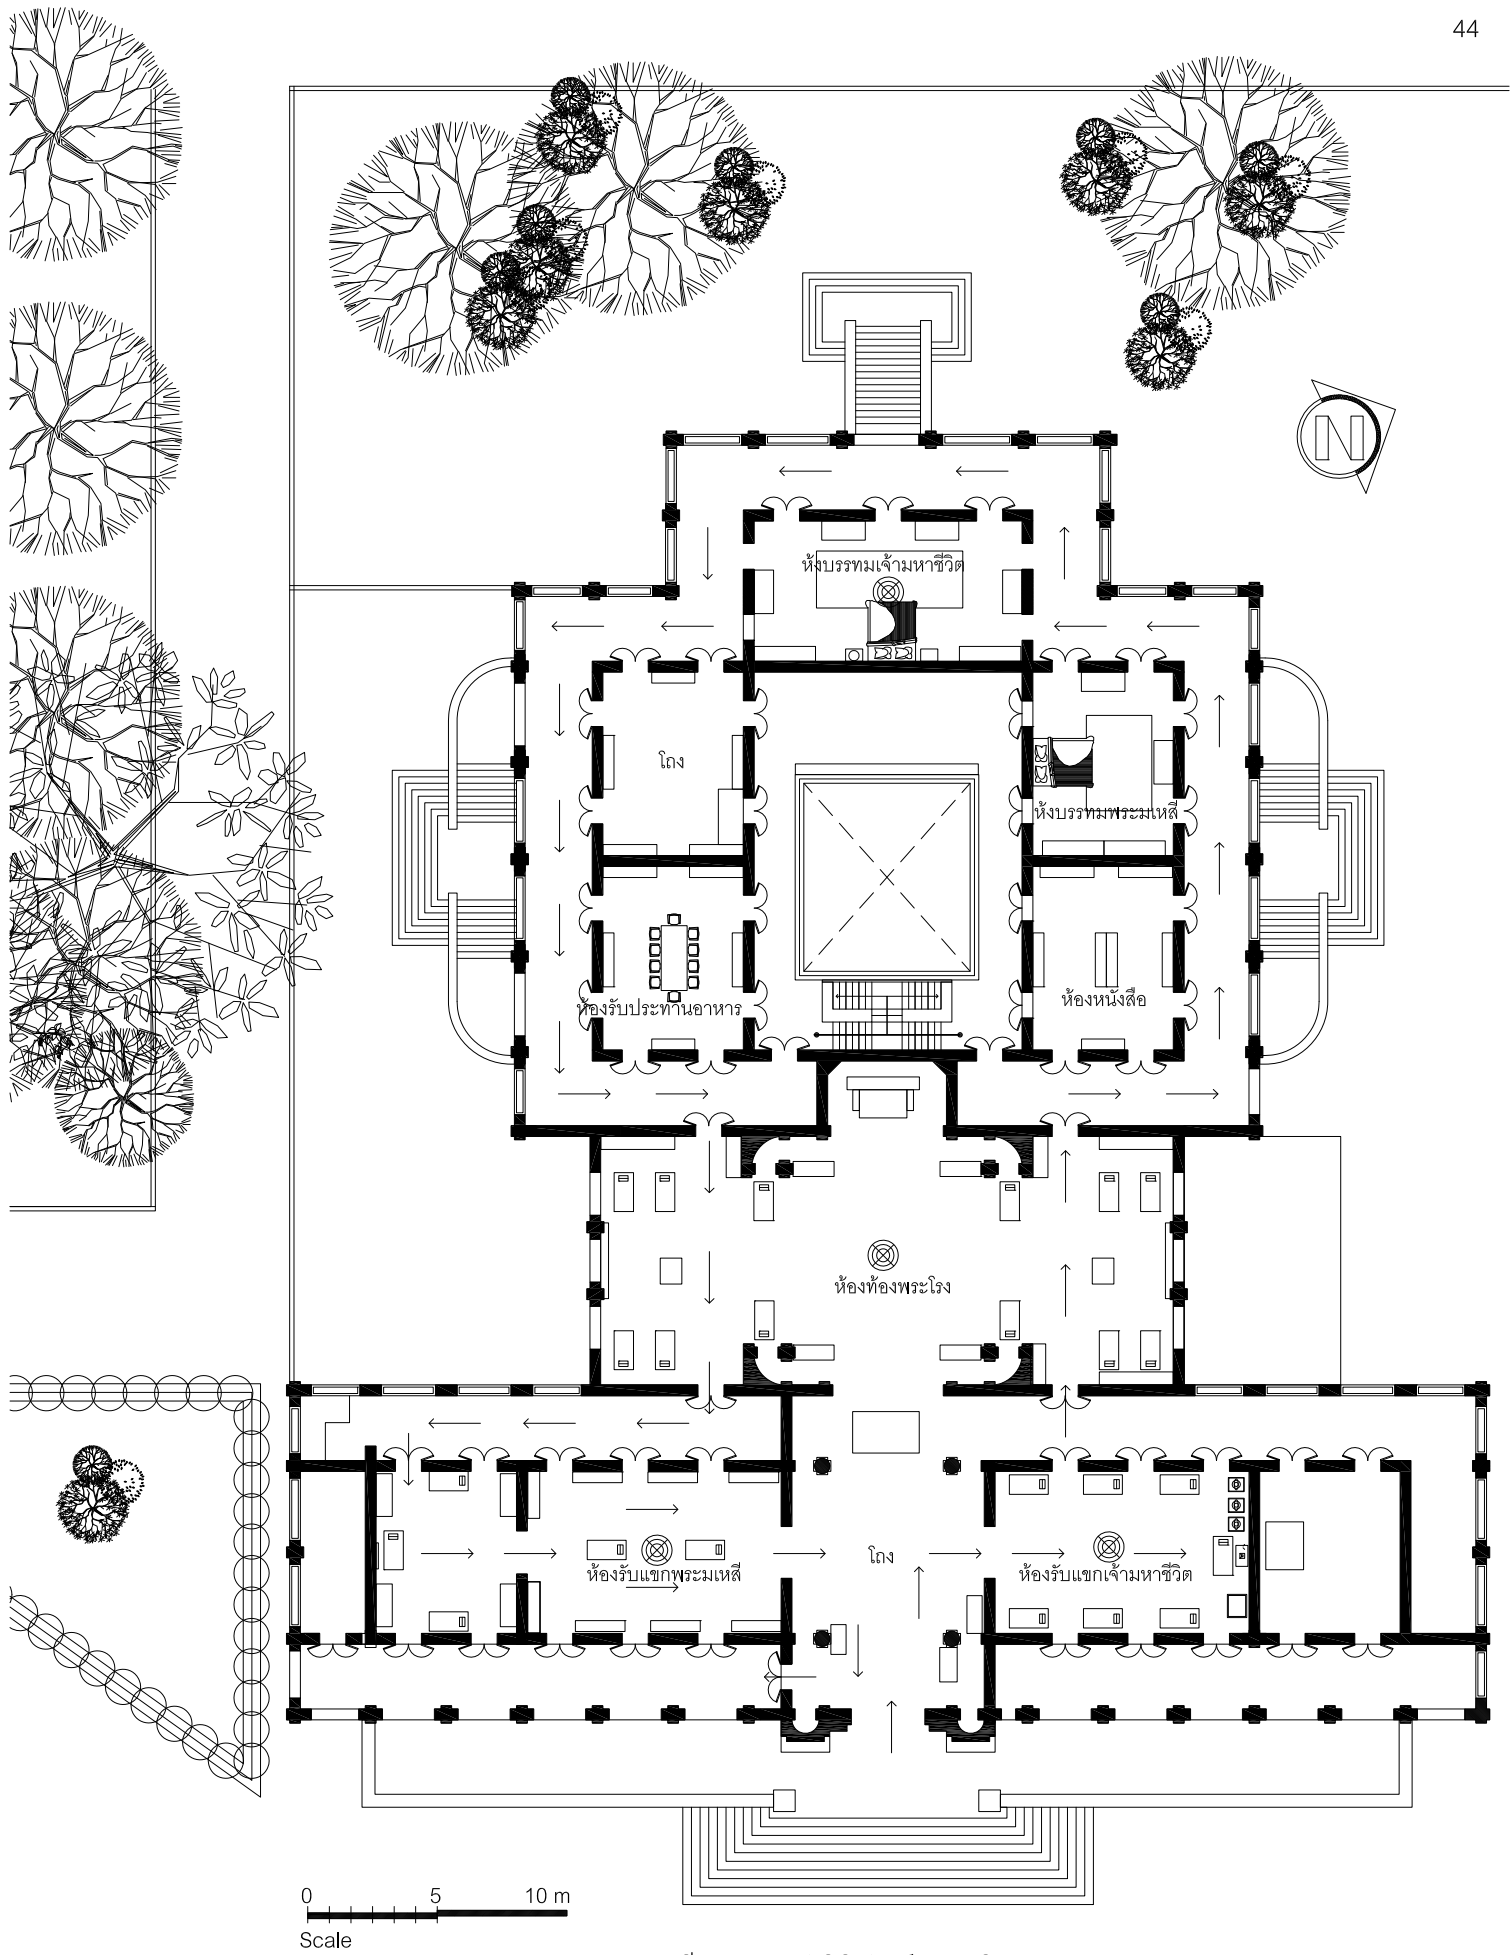 44
N
ห้งบรรทมเจ้ามหาชีวิต
โถง
ห้งบรรทมพระมเหสี
ห้องรับประทานอาหาร
ห้องหนังสือ
ห้องท้องพระโรง
โถง
ห้องรับแขกพระมเหสี
ห้องรับแขกเจ้ามหาชีวิต
0 5 10 m
Scale